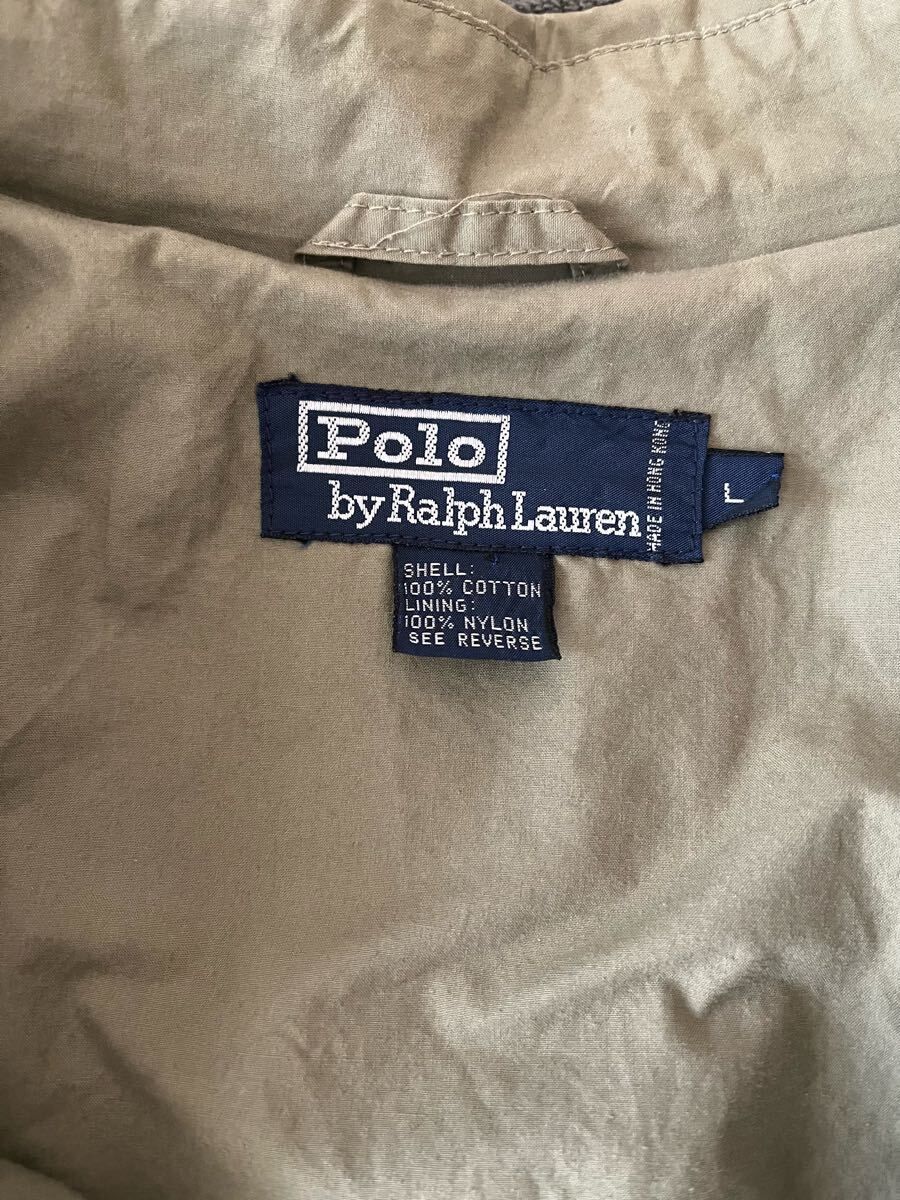 Polo
by Ralph Lauren
MADE IN HONG KONG
L
SHELL:
100% COTTON
LINING:
100% NYLON
SEE REVERSE